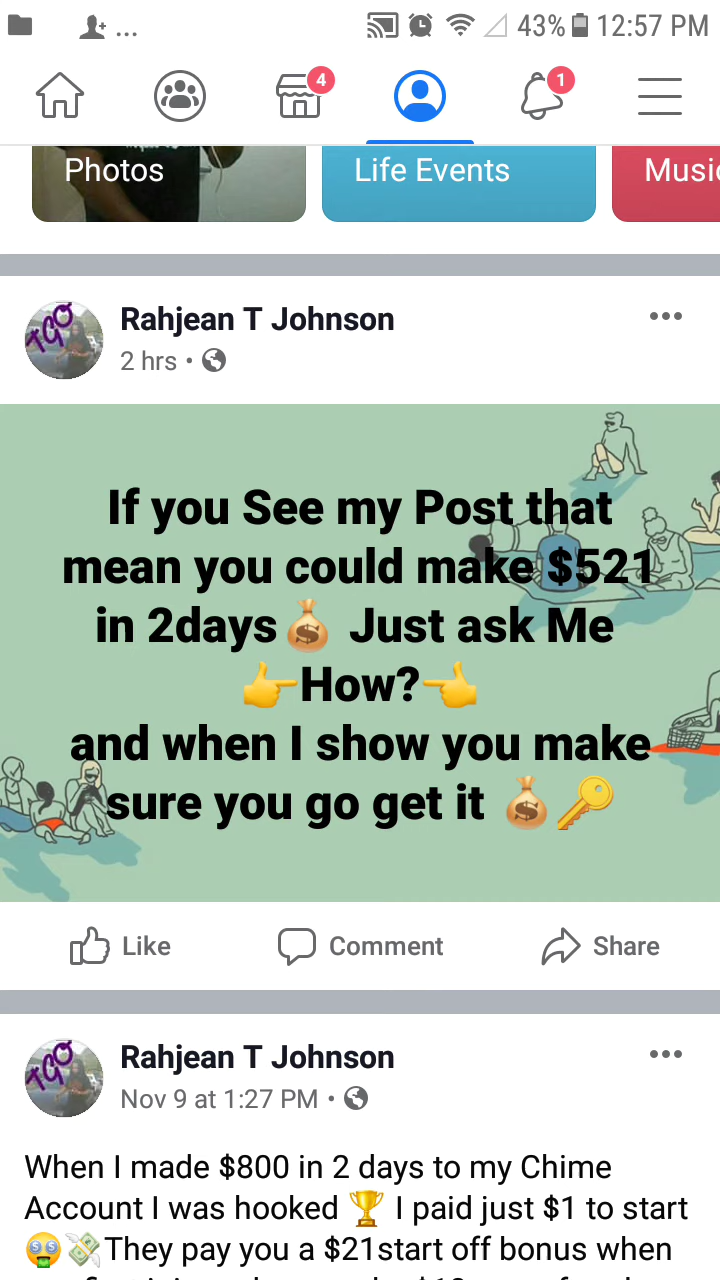 ... 43% 12:57 PM
4 1
Photos Life Events Music
Rahjean T Johnson
2 hrs •
If you See my Post that
mean you could make $521
in 2days💰 Just ask Me
👉How?👈
and when I show you make
sure you go get it 💰🔑
Like Comment Share
TGO
Rahjean T Johnson
Nov 9 at 1:27 PM •
When I made $800 in 2 days to my Chime
Account I was hooked 🏆 I paid just $1 to start
🤑💸They pay you a $21start off bonus when